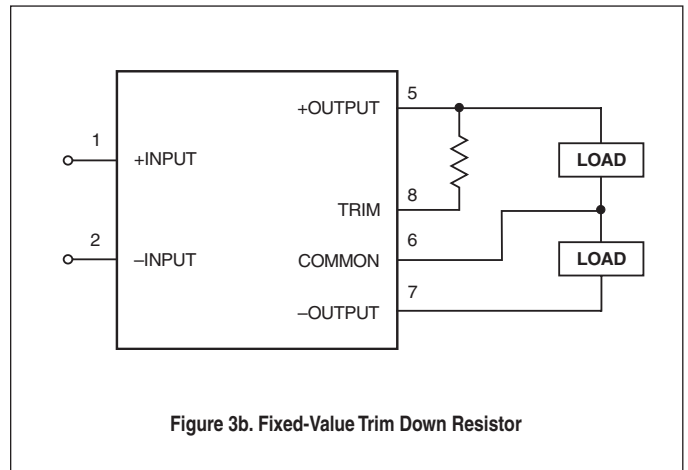 5
+OUTPUT
1
LOAD
+INPUT
8
TRIM
6
2
–INPUT
COMMON
LOAD
7
–OUTPUT
Figure 3b. Fixed-Value Trim Down Resistor